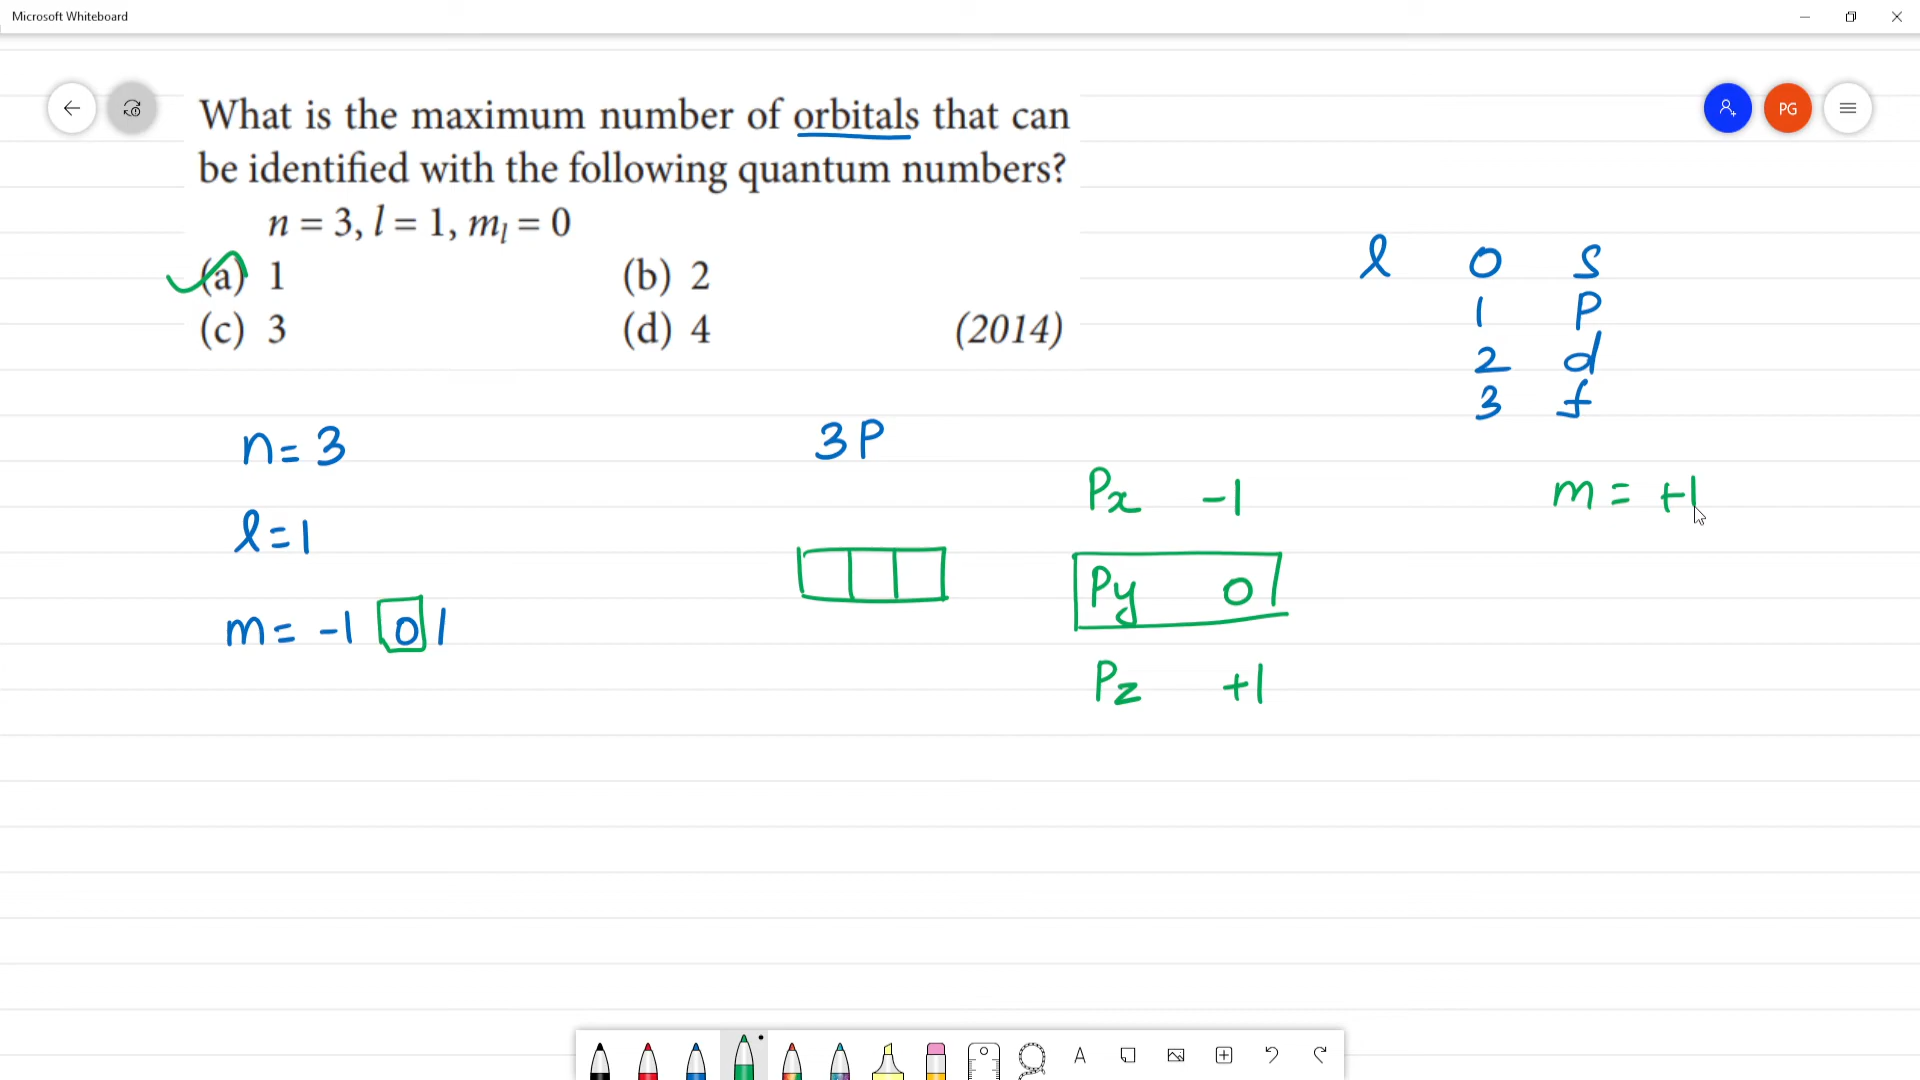 Microsoft Whiteboard
PG
What is the maximum number of orbitals that can
be identified with the following quantum numbers?
n = 3, l = 1, mₗ = 0
(a) 1 (b) 2
(c) 3 (d) 4 (2014)
l 0 s
1 p
2 d
3 f
n = 3 3P
l = 1
m = -1 0 1
Px -1
Py 0
Pz +1
m = +1
A